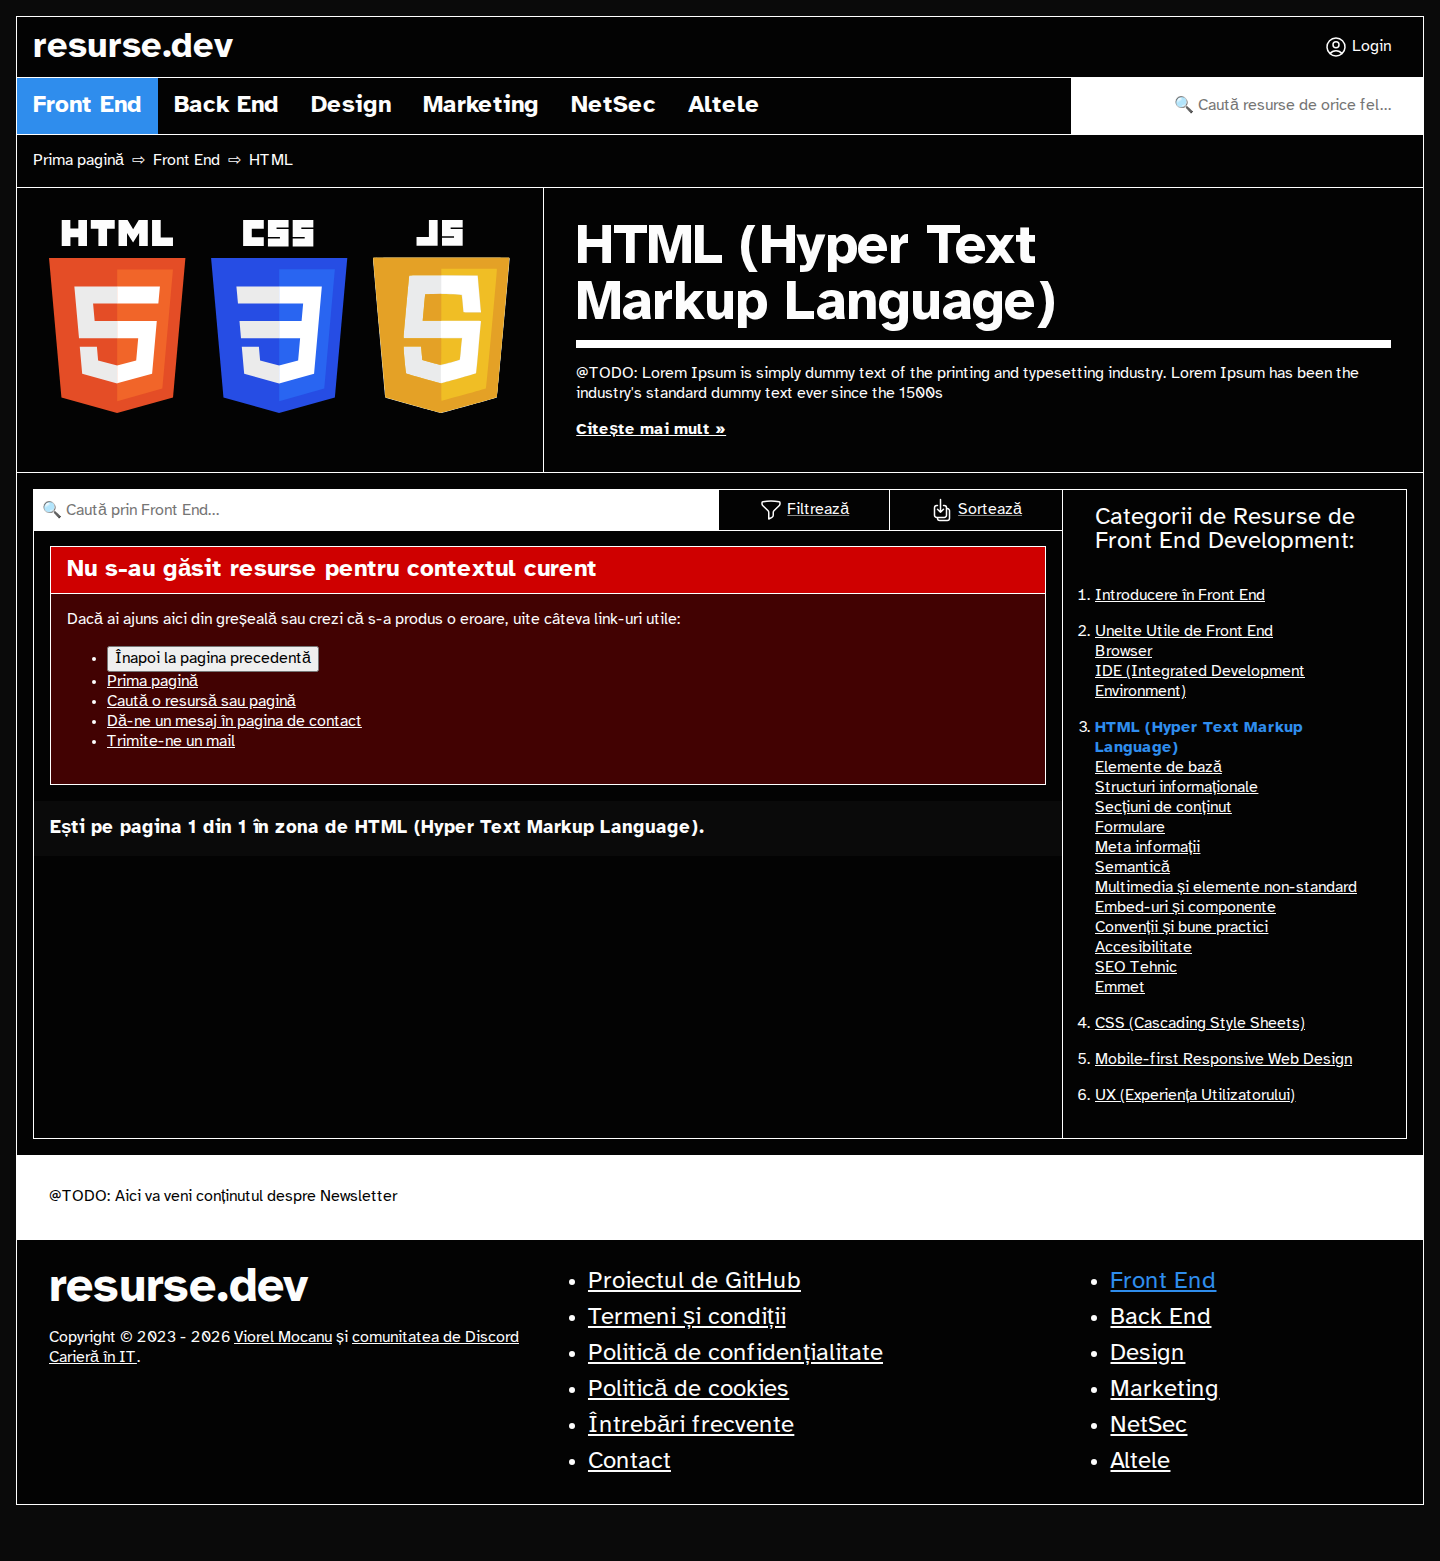 resurse.dev
Login
Front End Back End Design Marketing NetSec Altele
🔍 Caută resurse de orice fel...
Prima pagină ⇨ Front End ⇨ HTML
HTML CSS JS
HTML (Hyper Text
Markup Language)
@TODO: Lorem Ipsum is simply dummy text of the printing and typesetting industry. Lorem Ipsum has been the
industry's standard dummy text ever since the 1500s
Citește mai mult »
🔍 Caută prin Front End...
Filtrează
Sortează
Nu s-au găsit resurse pentru contextul curent
Dacă ai ajuns aici din greșeală sau crezi că s-a produs o eroare, uite câteva link-uri utile:
• Înapoi la pagina precedentă
• Prima pagină
• Caută o resursă sau pagină
• Dă-ne un mesaj în pagina de contact
• Trimite-ne un mail
Ești pe pagina 1 din 1 în zona de HTML (Hyper Text Markup Language).
Categorii de Resurse de
Front End Development:
1. Introducere în Front End
2. Unelte Utile de Front End
Browser
IDE (Integrated Development
Environment)
3. HTML (Hyper Text Markup
Language)
Elemente de bază
Structuri informaționale
Secțiuni de conținut
Formulare
Meta informații
Semantică
Multimedia și elemente non-standard
Embed-uri și componente
Convenții și bune practici
Accesibilitate
SEO Tehnic
Emmet
4. CSS (Cascading Style Sheets)
5. Mobile-first Responsive Web Design
6. UX (Experiența Utilizatorului)
@TODO: Aici va veni conținutul despre Newsletter
resurse.dev
Copyright © 2023 - 2026 Viorel Mocanu și comunitatea de Discord
Carieră în IT.
• Proiectul de GitHub
• Termeni și condiții
• Politică de confidențialitate
• Politică de cookies
• Întrebări frecvente
• Contact
• Front End
• Back End
• Design
• Marketing
• NetSec
• Altele